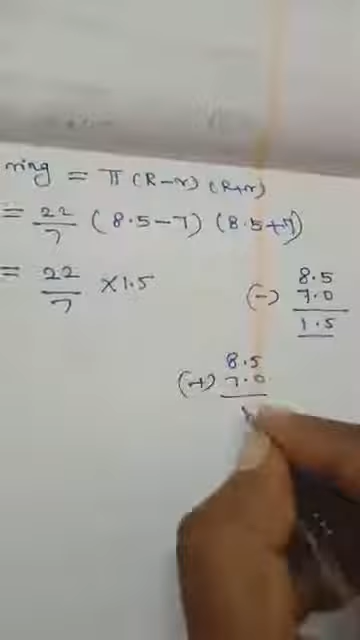 ring = π (R-r) (R+r)
= 22/7 (8.5-7) (8.5+7)
= 22/7 ×1.5
(-) 8.5
7.0
1.5
8.5
(+) 7.0